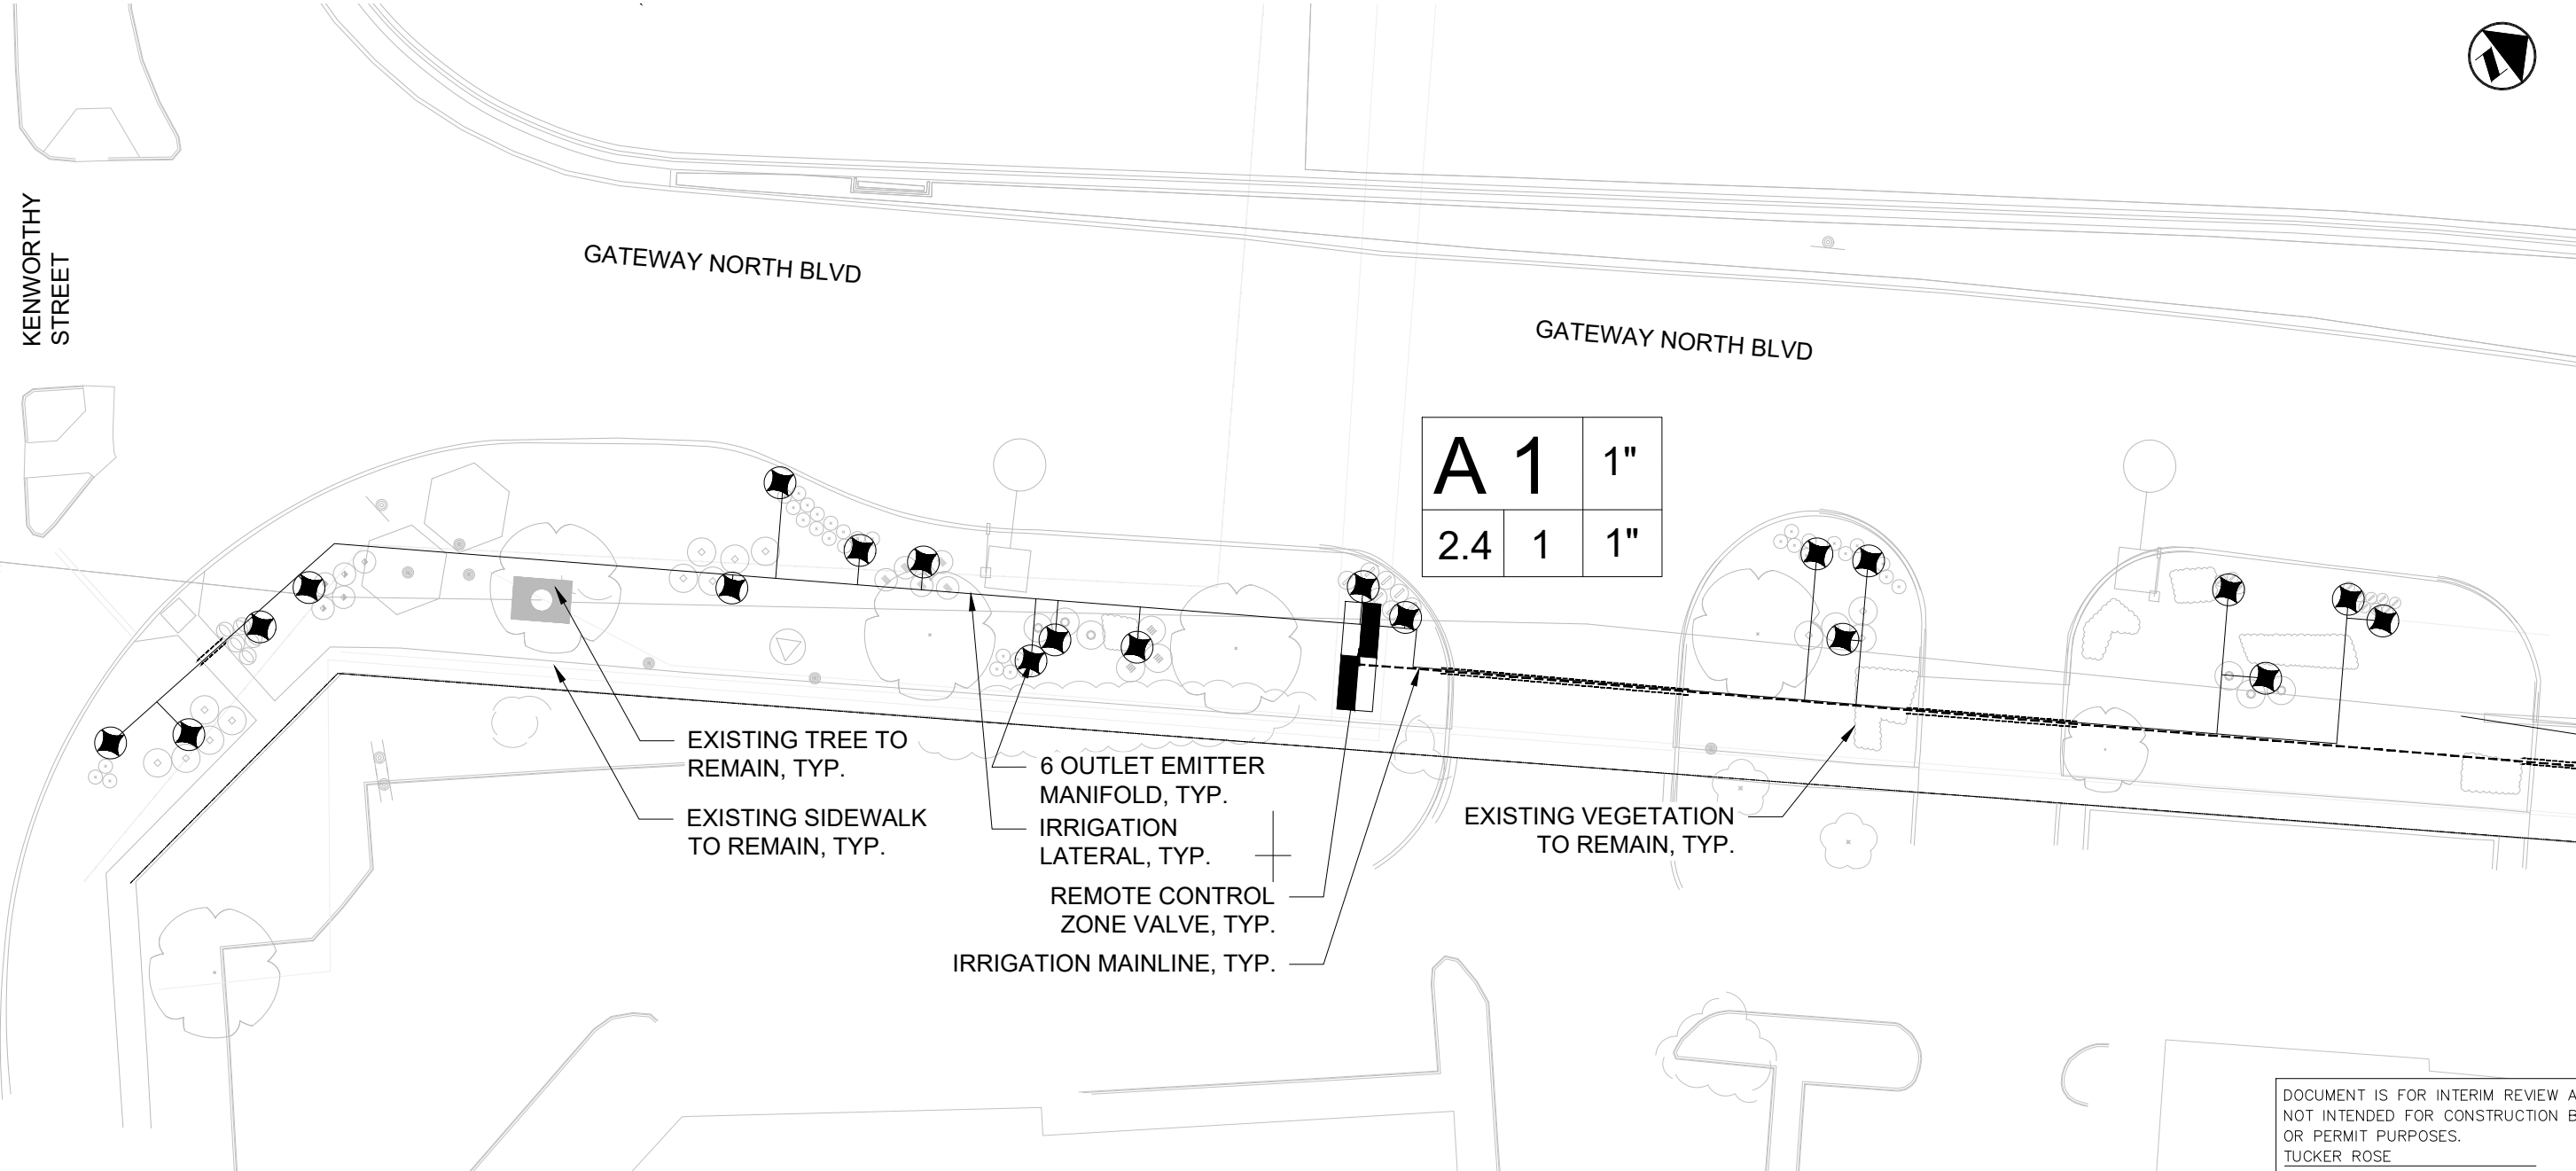 KENWORTHY
STREET
GATEWAY NORTH BLVD
GATEWAY NORTH BLVD
A 1 1"
2.4 1 1"
EXISTING TREE TO
REMAIN, TYP.
EXISTING SIDEWALK
TO REMAIN, TYP.
6 OUTLET EMITTER
MANIFOLD, TYP.
IRRIGATION
LATERAL, TYP.
REMOTE CONTROL
ZONE VALVE, TYP.
IRRIGATION MAINLINE, TYP.
EXISTING VEGETATION
TO REMAIN, TYP.
DOCUMENT IS FOR INTERIM REVIEW A
NOT INTENDED FOR CONSTRUCTION B
OR PERMIT PURPOSES.
TUCKER ROSE